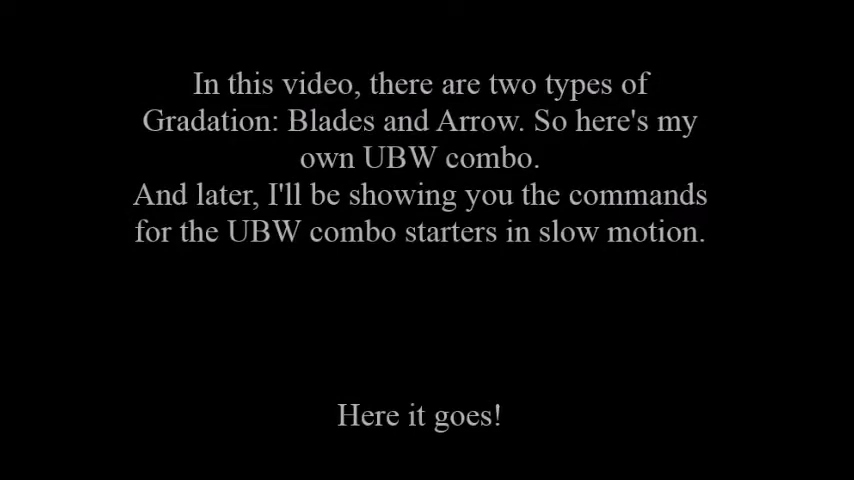 In this video, there are two types of
Gradation: Blades and Arrow. So here's my
own UBW combo.
And later, I'll be showing you the commands
for the UBW combo starters in slow motion.
Here it goes!